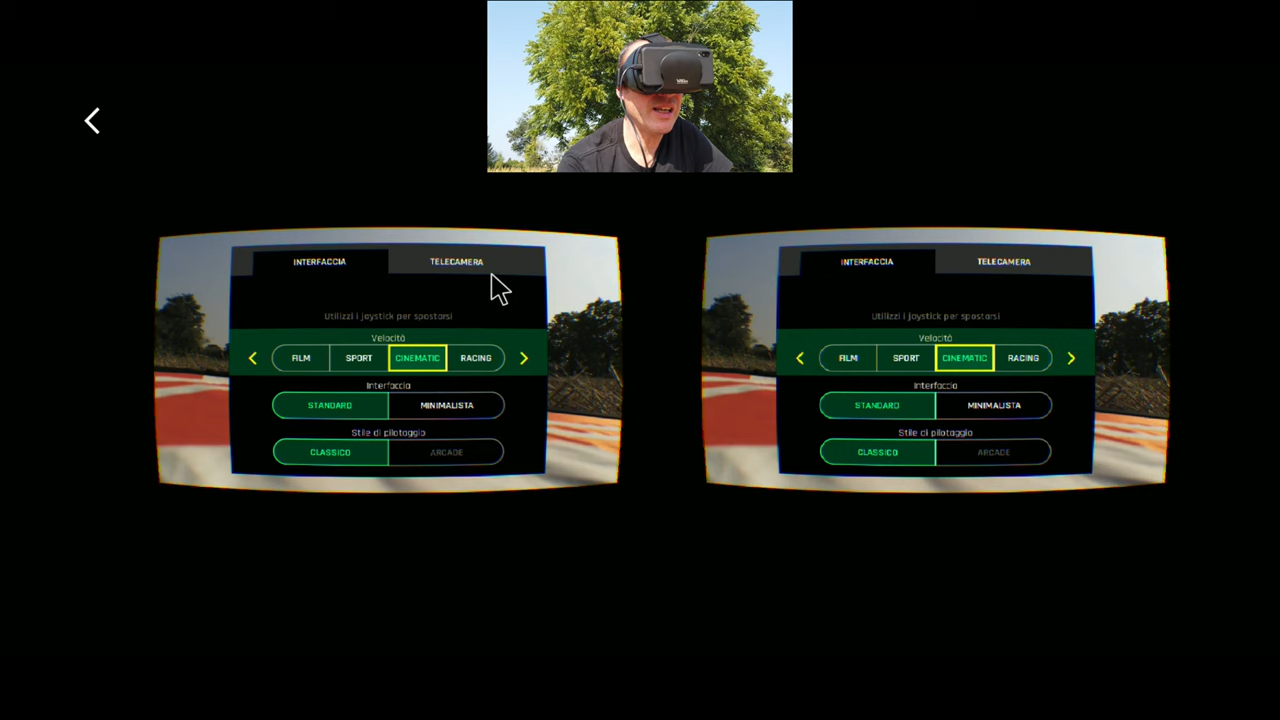 INTERFACCIA TELECAMERA
Utilizzi i joystick per spostarsi
Velocità
FILM SPORT CINEMATIC RACING
Interfaccia
STANDARD MINIMALISTA
Stile di pilotaggio
CLASSICO ARCADE
INTERFACCIA TELECAMERA
Utilizzi i joystick per spostarsi
Velocità
FILM SPORT CINEMATIC RACING
Interfaccia
STANDARD MINIMALISTA
Stile di pilotaggio
CLASSICO ARCADE